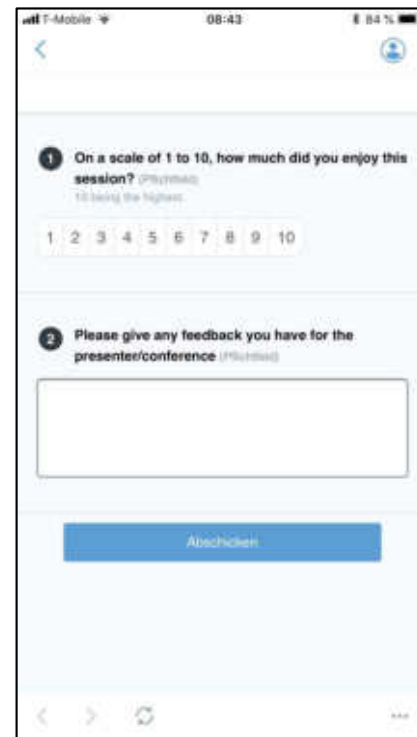 T-Mobile 08:43 84 %
1 On a scale of 1 to 10, how much did you enjoy this
session? (Pflichtfeld)
10 being the highest.
1 2 3 4 5 6 7 8 9 10
2 Please give any feedback you have for the
presenter/conference (Pflichtfeld)
Abschicken